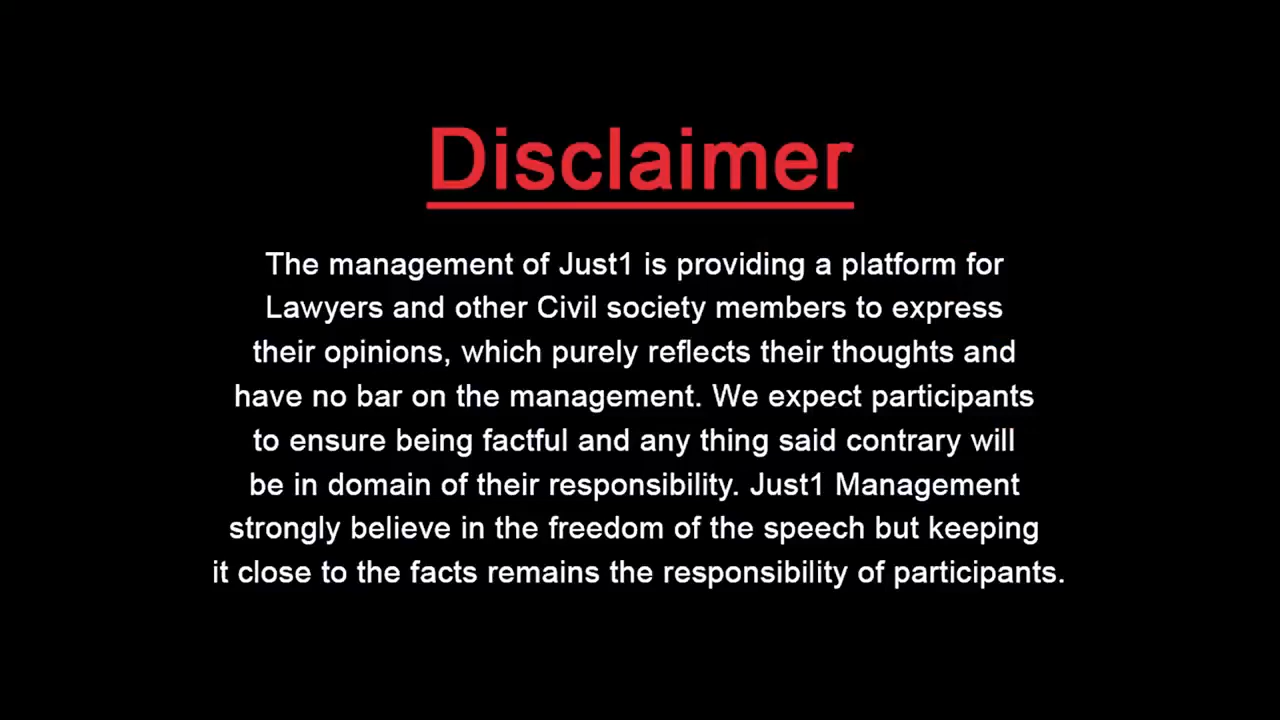 Disclaimer
The management of Just1 is providing a platform for
Lawyers and other Civil society members to express
their opinions, which purely reflects their thoughts and
have no bar on the management. We expect participants
to ensure being factful and any thing said contrary will
be in domain of their responsibility. Just1 Management
strongly believe in the freedom of the speech but keeping
it close to the facts remains the responsibility of participants.